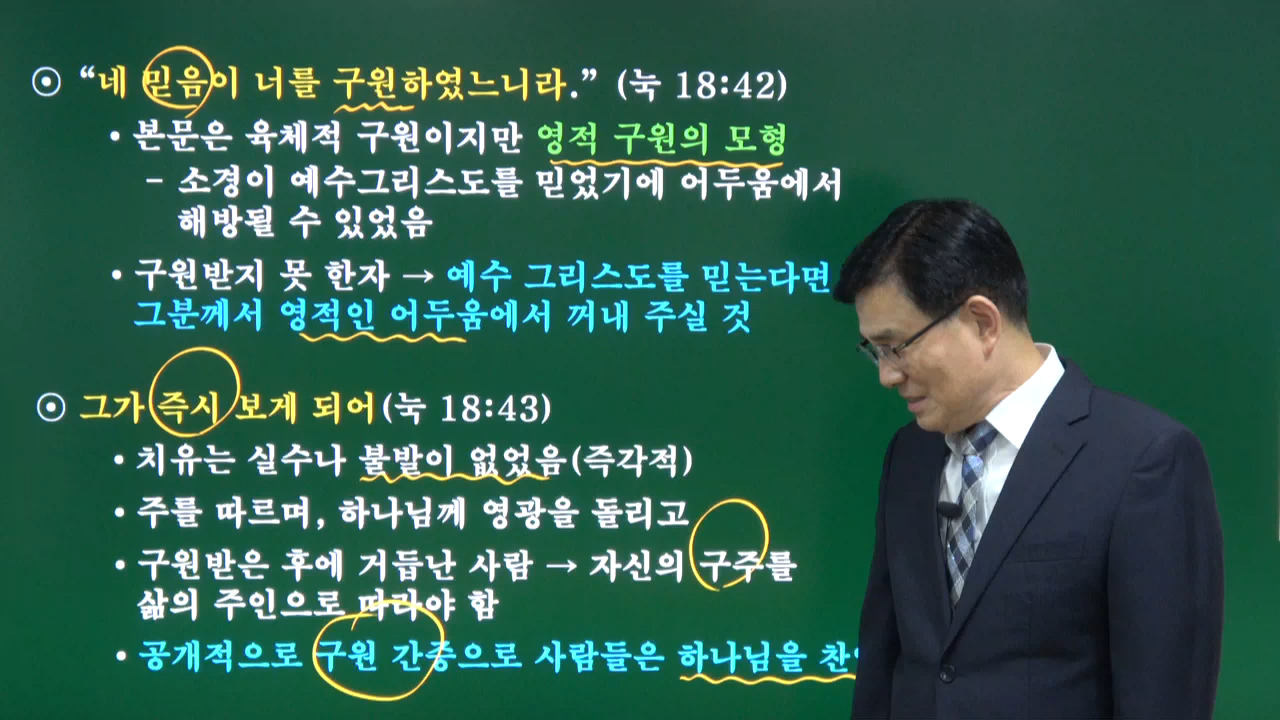 ⊙ “네 믿음이 너를 구원하였느니라.” (눅 18:42)
• 본문은 육체적 구원이지만 영적 구원의 모형
- 소경이 예수그리스도를 믿었기에 어두움에서
해방될 수 있었음
• 구원받지 못 한자 → 예수 그리스도를 믿는다면
그분께서 영적인 어두움에서 꺼내 주실 것
⊙ 그가 즉시 보게 되어(눅 18:43)
• 치유는 실수나 불발이 없었음(즉각적)
• 주를 따르며, 하나님께 영광을 돌리고
• 구원받은 후에 거듭난 사람 → 자신의 구주를
삶의 주인으로 따라야 함
• 공개적으로 구원 간증으로 사람들은 하나님을